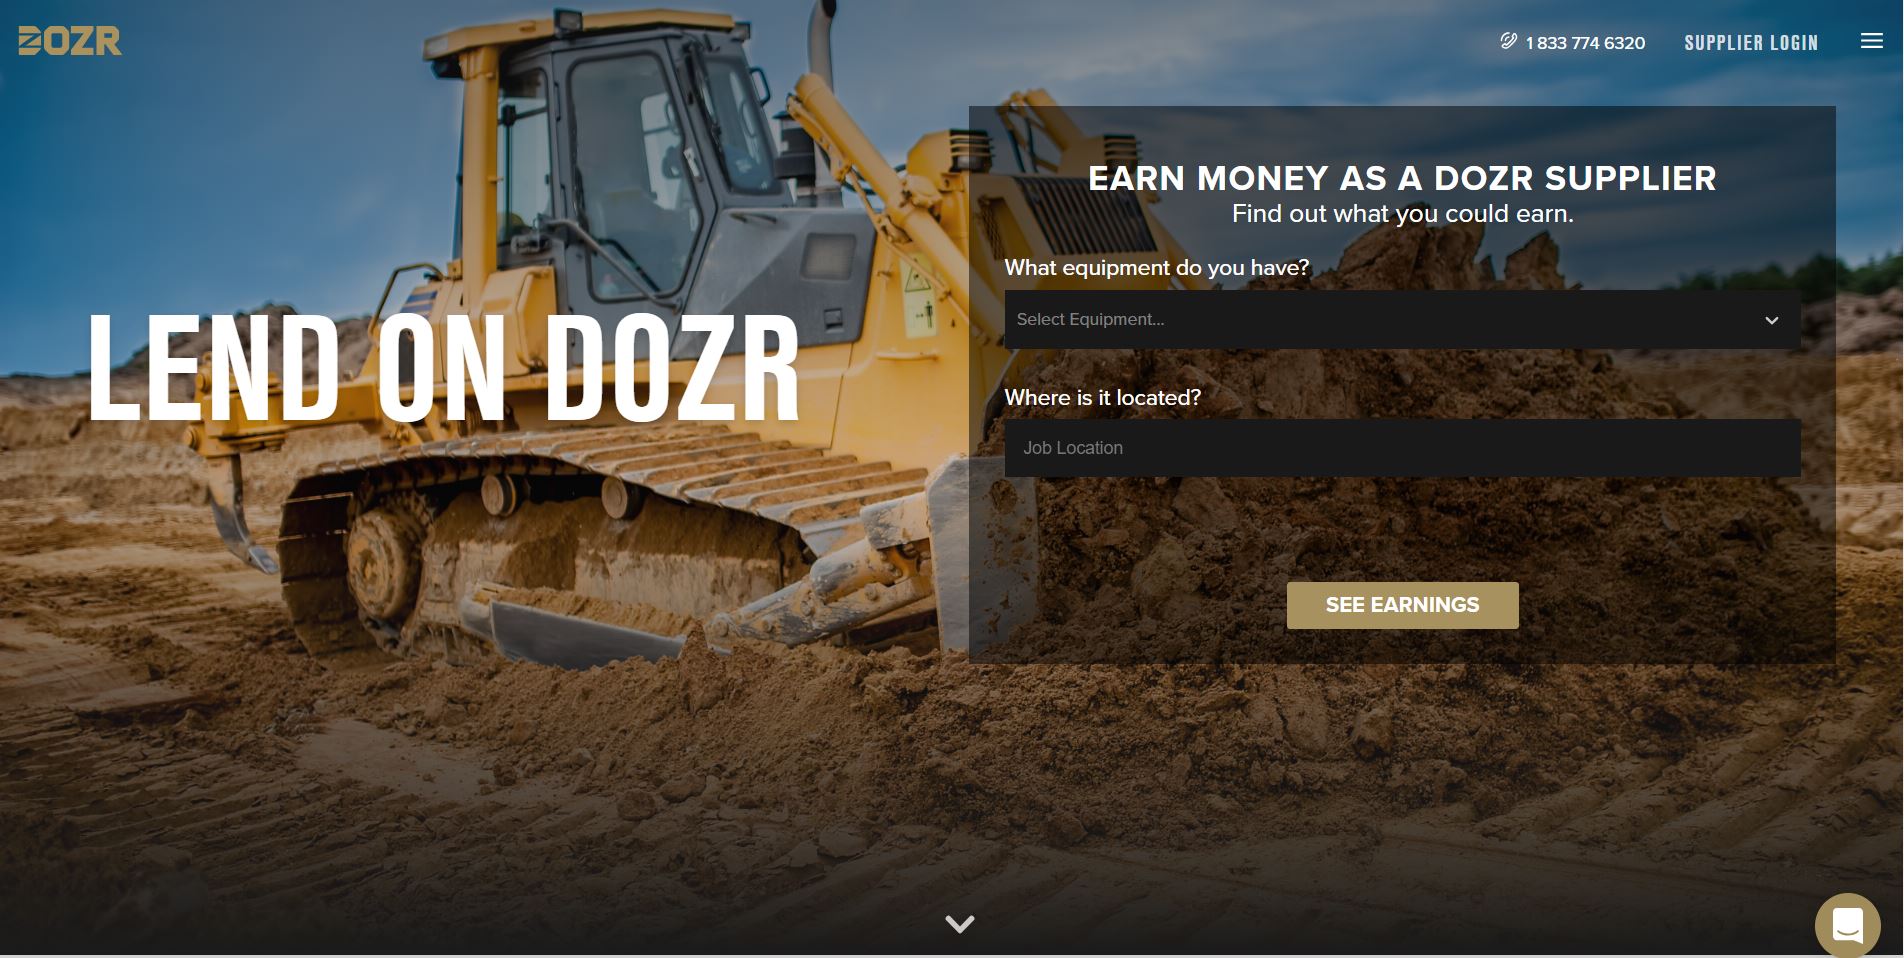 DOZR
1 833 774 6320
SUPPLIER LOGIN
LEND ON DOZR
EARN MONEY AS A DOZR SUPPLIER
Find out what you could earn.
What equipment do you have?
Select Equipment...
Where is it located?
Job Location
SEE EARNINGS